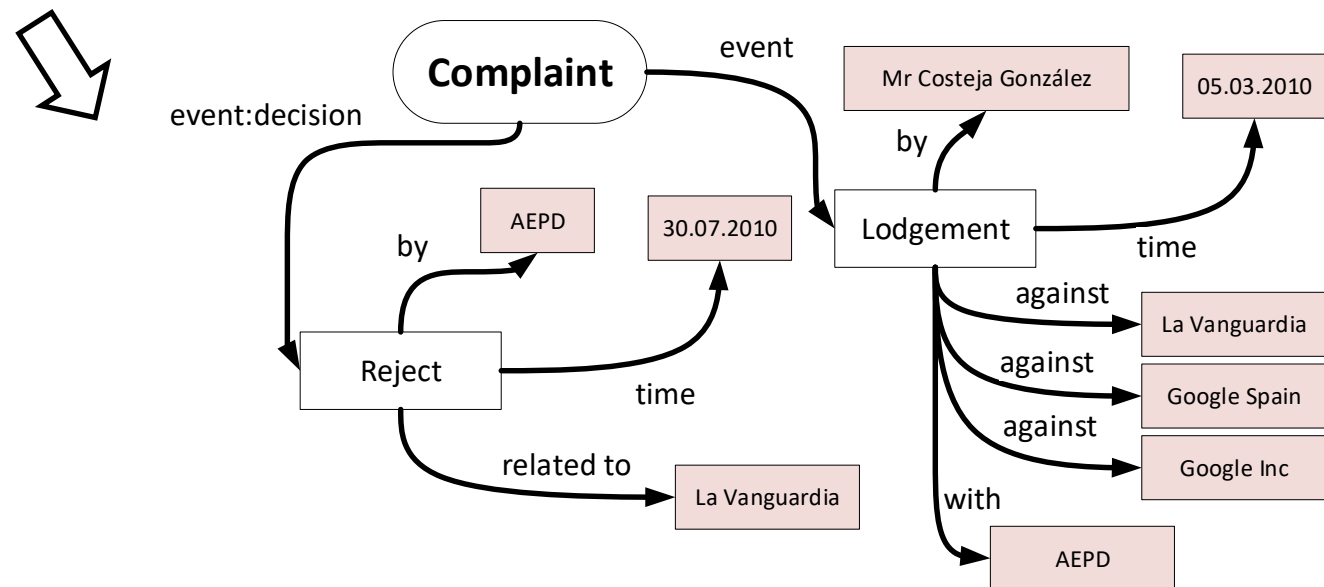 Complaint
event
Mr Costeja González
05.03.2010
event:decision
by
AEPD
30.07.2010
by
Lodgement
time
Reject
time
against
La Vanguardia
against
Google Spain
against
Google Inc
related to
La Vanguardia
with
AEPD